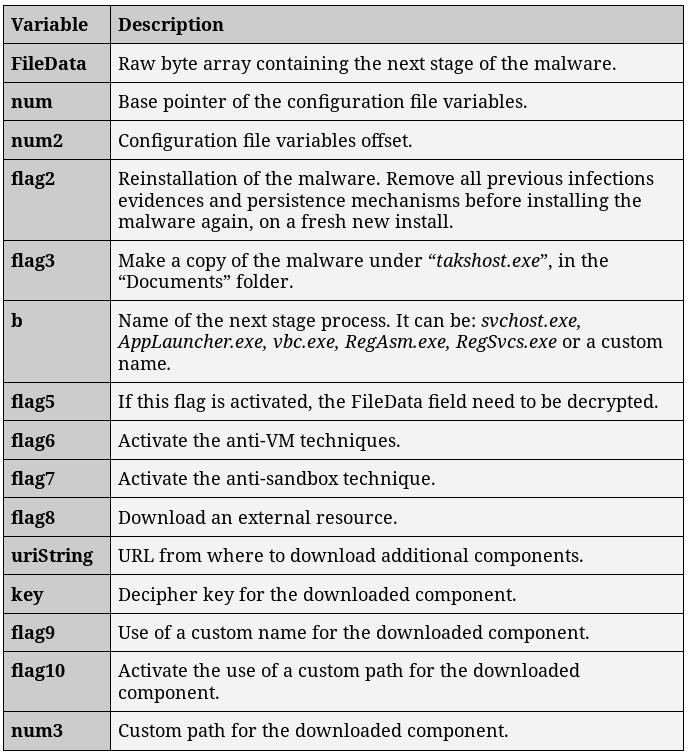 Variable Description
FileData Raw byte array containing the next stage of the malware.
num Base pointer of the configuration file variables.
num2 Configuration file variables offset.
flag2 Reinstallation of the malware. Remove all previous infections
evidences and persistence mechanisms before installing the
malware again, on a fresh new install.
flag3 Make a copy of the malware under “takshost.exe”, in the
“Documents” folder.
b Name of the next stage process. It can be: svchost.exe,
AppLauncher.exe, vbc.exe, RegAsm.exe, RegSvcs.exe or a custom
name.
flag5 If this flag is activated, the FileData field need to be decrypted.
flag6 Activate the anti-VM techniques.
flag7 Activate the anti-sandbox technique.
flag8 Download an external resource.
uriString URL from where to download additional components.
key Decipher key for the downloaded component.
flag9 Use of a custom name for the downloaded component.
flag10 Activate the use of a custom path for the downloaded
component.
num3 Custom path for the downloaded component.